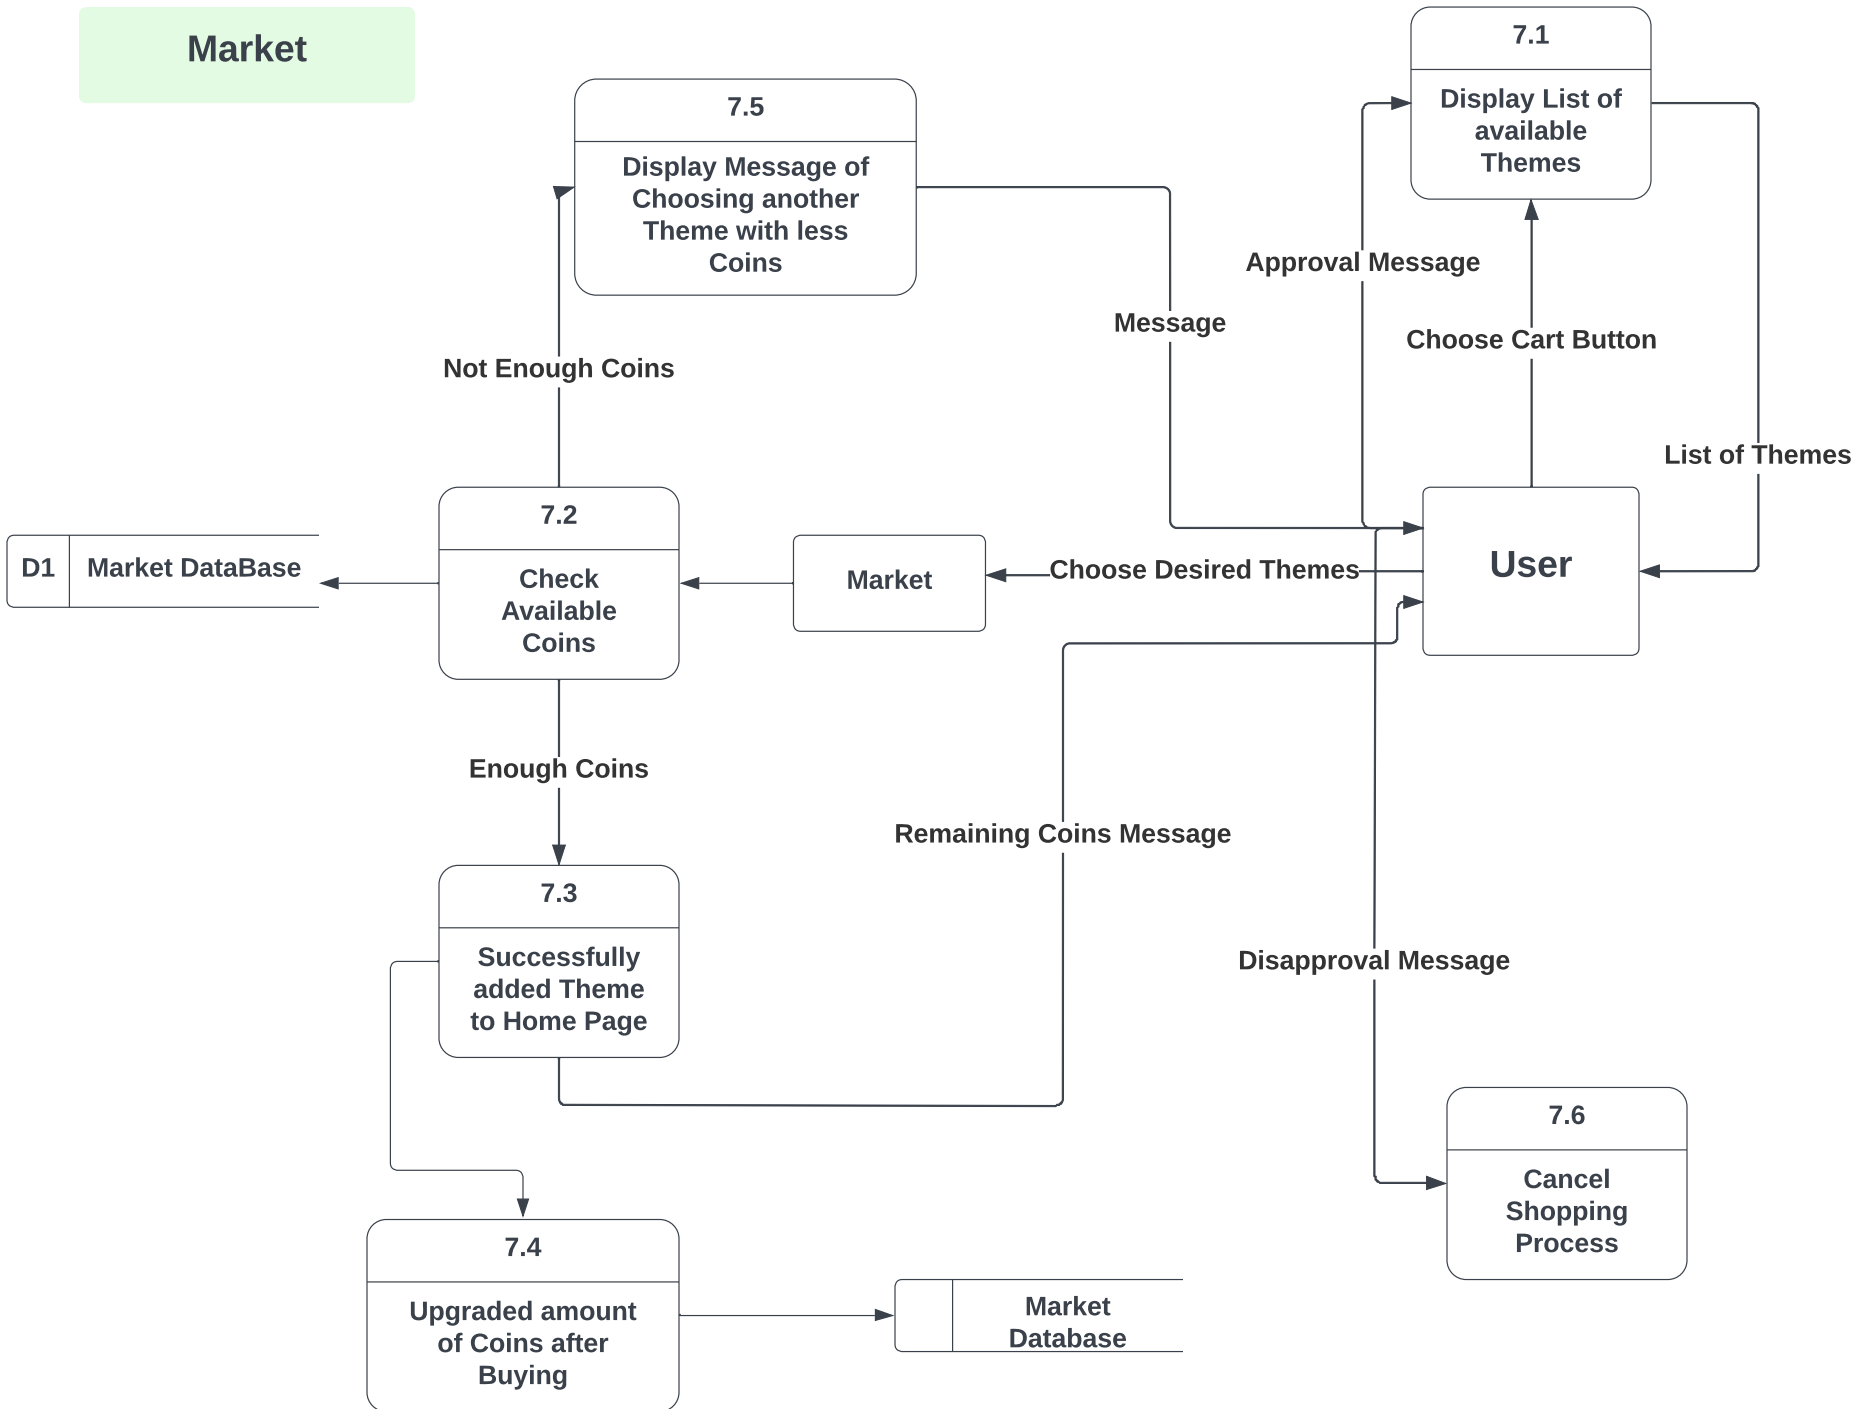 Market
7.1
Display List of
available
Themes
7.5
Display Message of
Choosing another
Theme with less
Coins
Approval Message
Message
Choose Cart Button
Not Enough Coins
List of Themes
7.2
Check
Available
Coins
D1
Market DataBase
Market
Choose Desired Themes
User
Enough Coins
Remaining Coins Message
7.3
Successfully
added Theme
to Home Page
Disapproval Message
7.6
Cancel
Shopping
Process
7.4
Upgraded amount
of Coins after
Buying
Market
Database